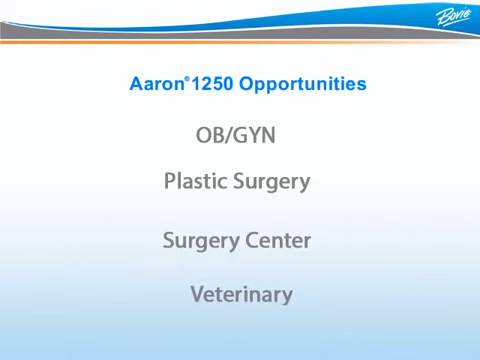 Bovie
Aaron®1250 Opportunities
OB/GYN
Plastic Surgery
Surgery Center
Veterinary